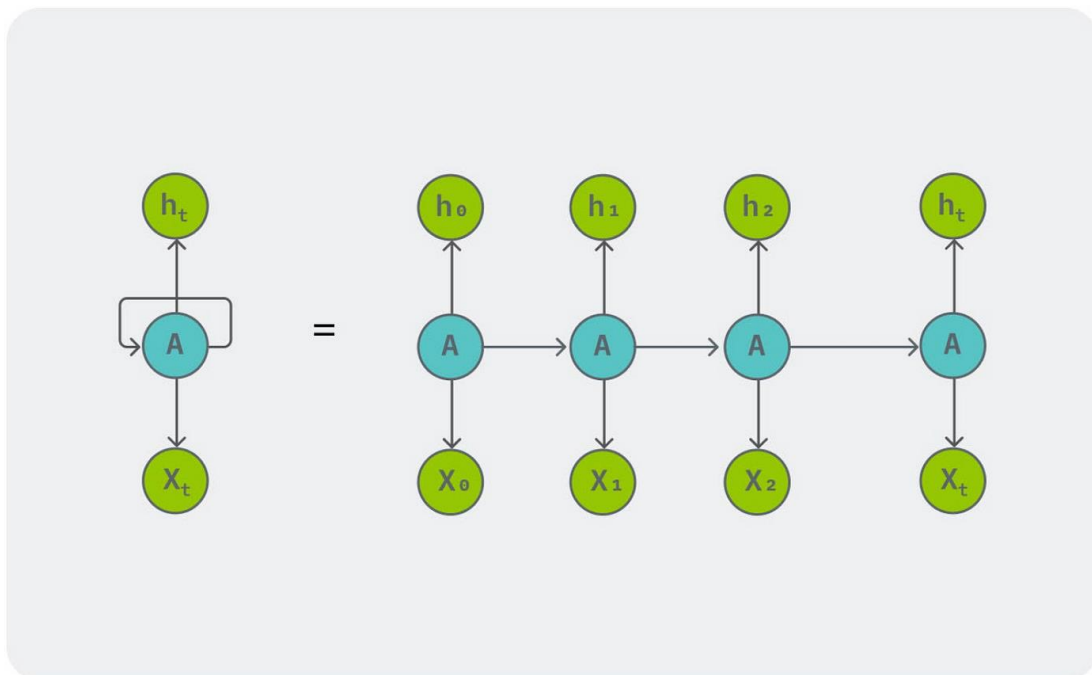 hₜ h₀ h₁ h₂ hₜ
A = A A A A
Xₜ X₀ X₁ X₂ Xₜ